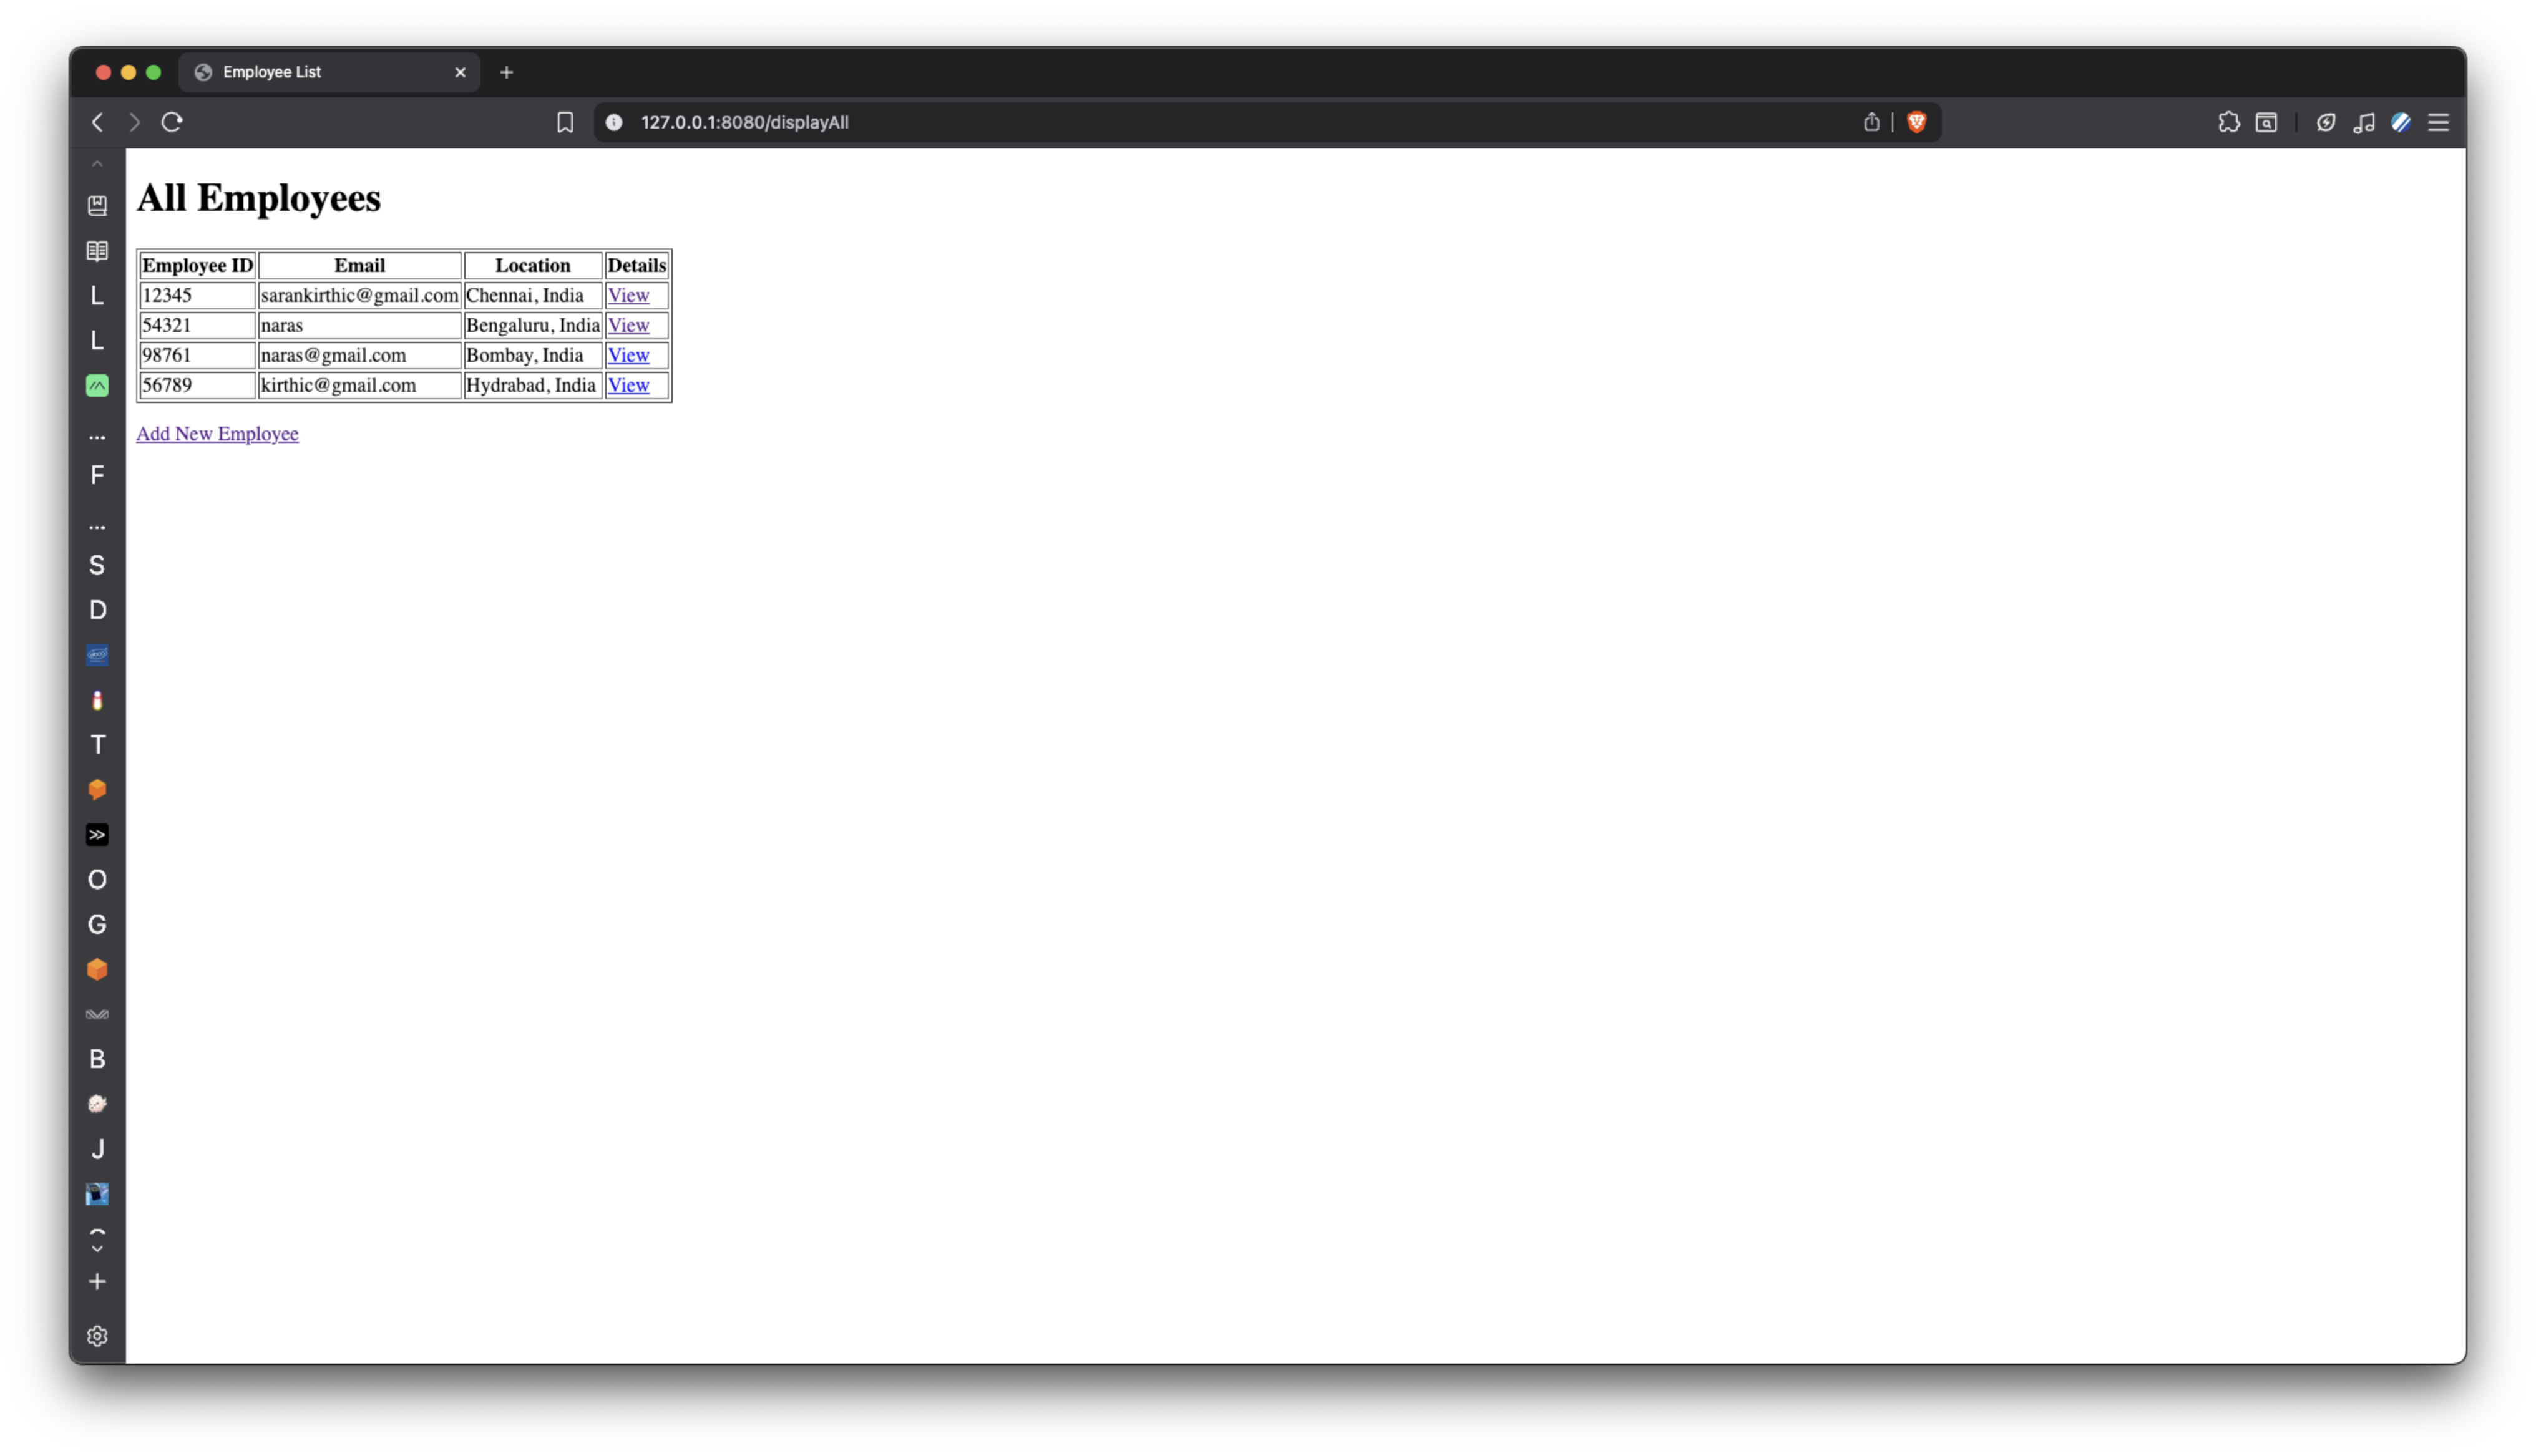 Employee List
127.0.0.1:8080/displayAll
All Employees
Employee ID Email Location Details
12345 sarankirthic@gmail.com Chennai, India View
54321 naras Bengaluru, India View
98761 naras@gmail.com Bombay, India View
56789 kirthic@gmail.com Hydrabad, India View
Add New Employee
L
L
...
F
...
S
D
T
O
G
B
J